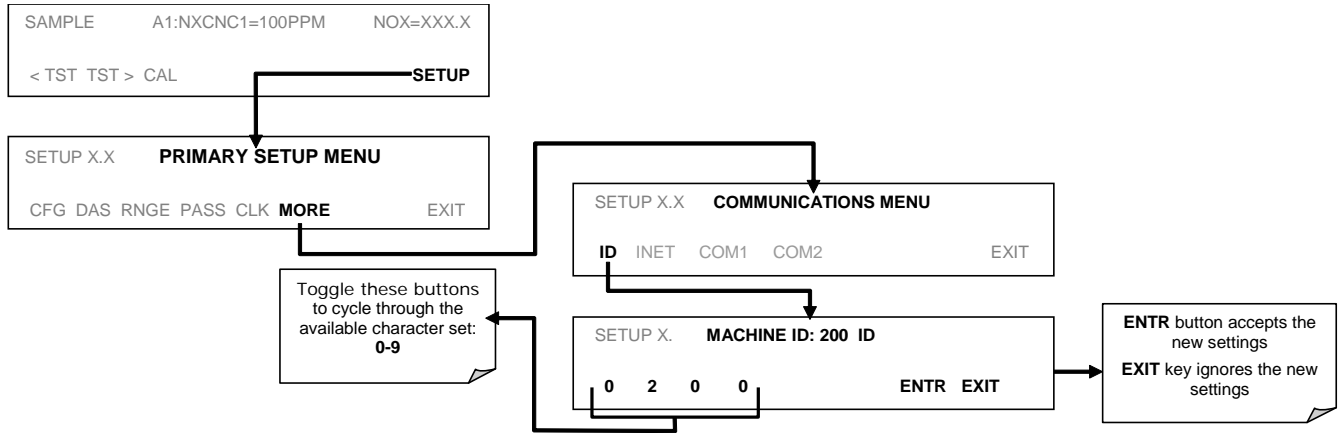 SAMPLE A1:NXCNC1=100PPM NOX=XXX.X
< TST TST > CAL SETUP
SETUP X.X PRIMARY SETUP MENU
CFG DAS RNGE PASS CLK MORE EXIT
SETUP X.X COMMUNICATIONS MENU
ID INET COM1 COM2 EXIT
Toggle these buttons
to cycle through the
available character set:
0-9
SETUP X. MACHINE ID: 200 ID
0 2 0 0 ENTR EXIT
ENTR button accepts the
new settings
EXIT key ignores the new
settings